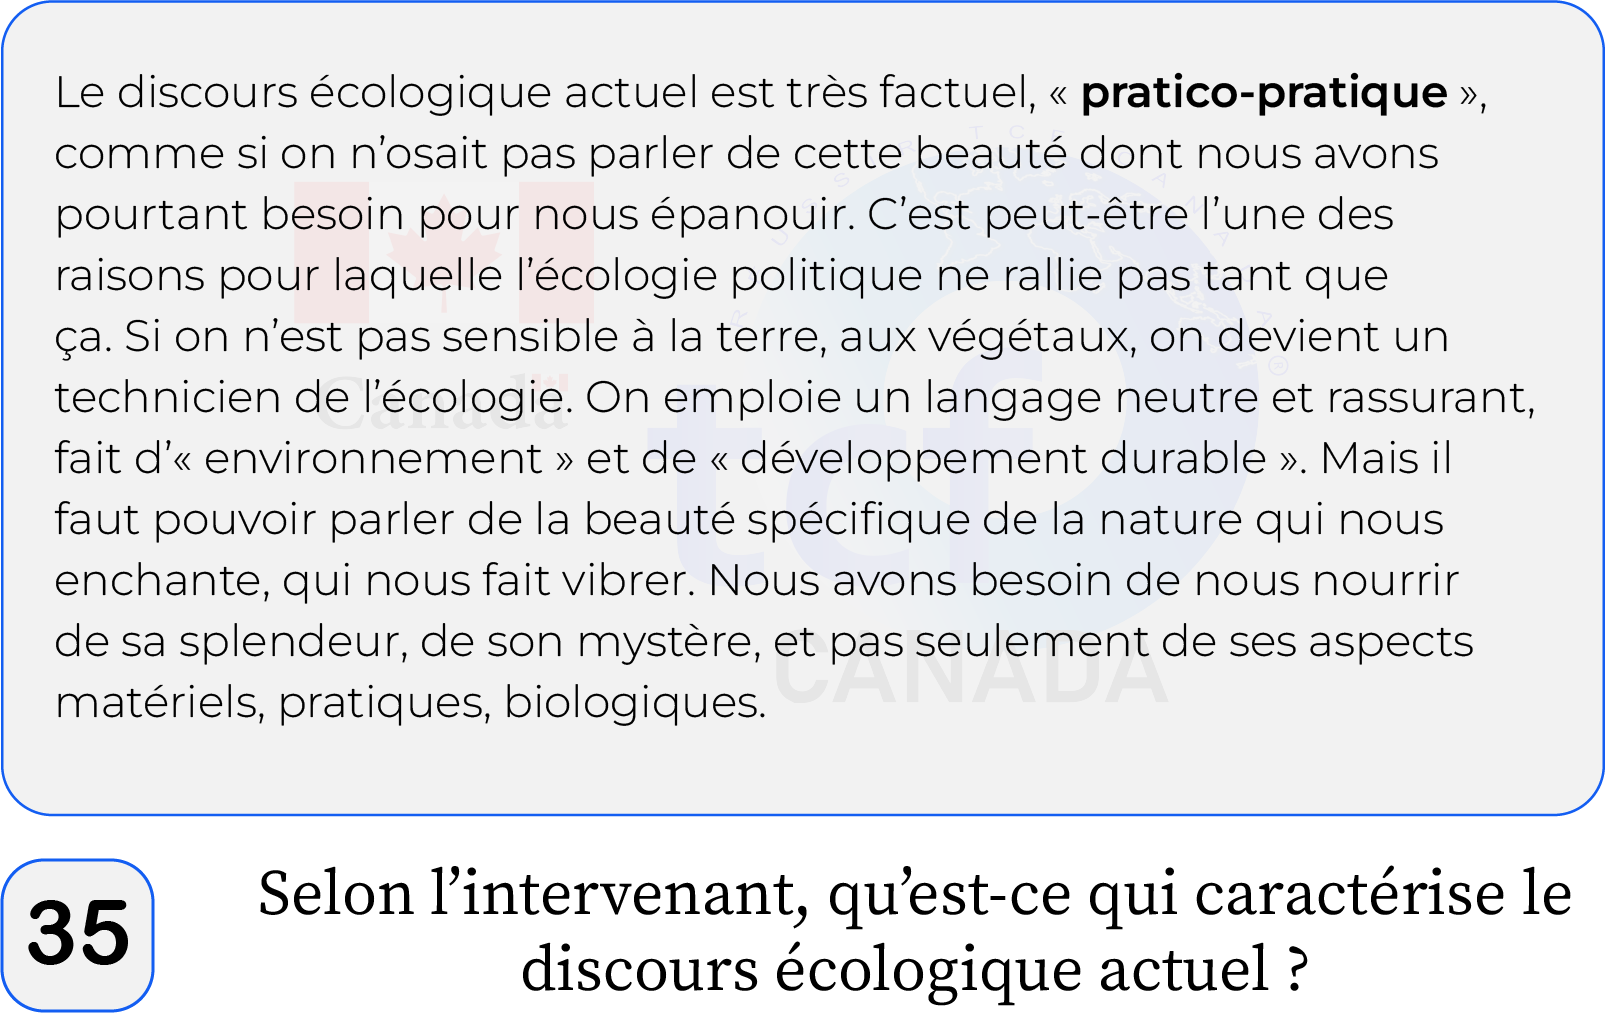 Le discours écologique actuel est très factuel, « pratico-pratique »,
comme si on n’osait pas parler de cette beauté dont nous avons
pourtant besoin pour nous épanouir. C’est peut-être l’une des
raisons pour laquelle l’écologie politique ne rallie pas tant que
ça. Si on n’est pas sensible à la terre, aux végétaux, on devient un
technicien de l’écologie. On emploie un langage neutre et rassurant,
fait d’« environnement » et de « développement durable ». Mais il
faut pouvoir parler de la beauté spécifique de la nature qui nous
enchante, qui nous fait vibrer. Nous avons besoin de nous nourrir
de sa splendeur, de son mystère, et pas seulement de ses aspects
matériels, pratiques, biologiques.
Canada
tcf
CANADA
35
Selon l’intervenant, qu’est-ce qui caractérise le
discours écologique actuel ?